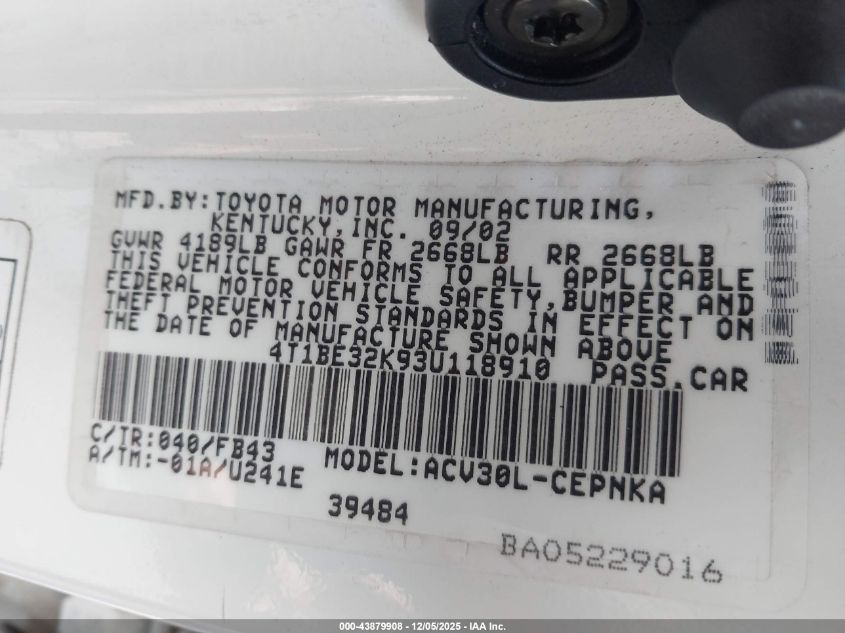 MFD.BY:TOYOTA MOTOR MANUFACTURING,
KENTUCKY,INC. 09/02
GVWR 4189LB GAWR FR 2668LB RR 2668LB
THIS VEHICLE CONFORMS TO ALL APPLICABLE
FEDERAL MOTOR VEHICLE SAFETY,BUMPER AND
THEFT PREVENTION STANDARDS IN EFFECT ON
THE DATE OF MANUFACTURE SHOWN ABOVE
4T1BE32K93U118910 PASS.CAR
C/TR:040/FB43
A/TM:-01A/U241E MODEL:ACV30L-CEPNKA
39484
BA05229016
000-43879908 - 12/05/2025 - IAA Inc.